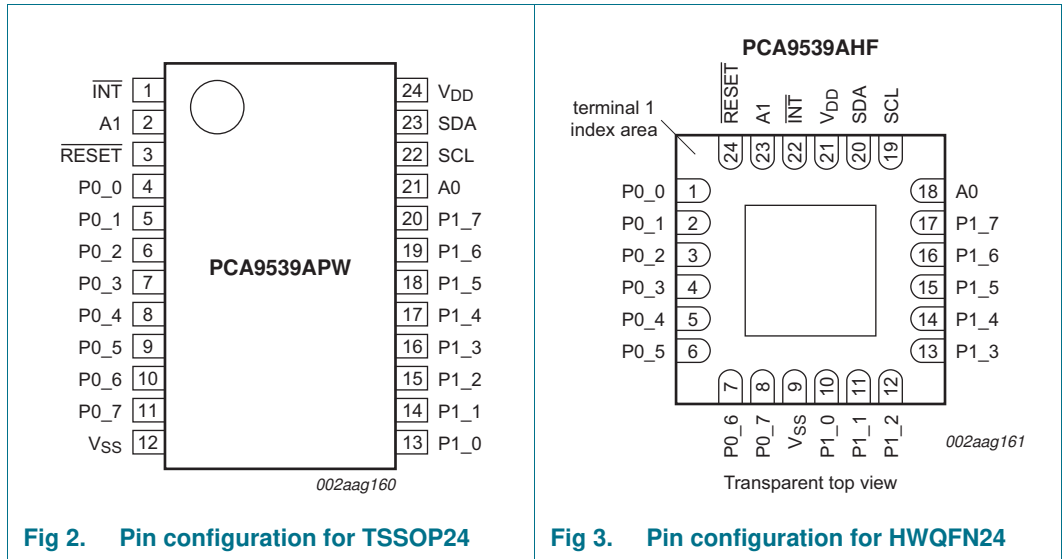 INT 1
A1 2
RESET 3
P0_0 4
P0_1 5
P0_2 6
P0_3 7
P0_4 8
P0_5 9
P0_6 10
P0_7 11
VSS 12
PCA9539APW
24 VDD
23 SDA
22 SCL
21 A0
20 P1_7
19 P1_6
18 P1_5
17 P1_4
16 P1_3
15 P1_2
14 P1_1
13 P1_0
002aag160
Fig 2. Pin configuration for TSSOP24
PCA9539AHF
terminal 1
index area
RESET A1 INT VDD SDA SCL
24 23 22 21 20 19
P0_0 1
P0_1 2
P0_2 3
P0_3 4
P0_4 5
P0_5 6
18 A0
17 P1_7
16 P1_6
15 P1_5
14 P1_4
13 P1_3
7 8 9 10 11 12
P0_6 P0_7 VSS P1_0 P1_1 P1_2
002aag161
Transparent top view
Fig 3. Pin configuration for HWQFN24